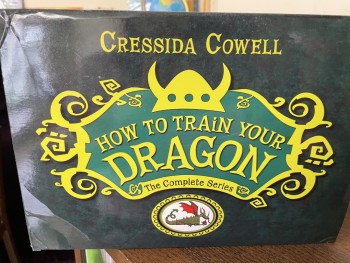 CRESSIDA COWELL
HOW TO TRAiN YOUR
DRAGON
The Complete Series